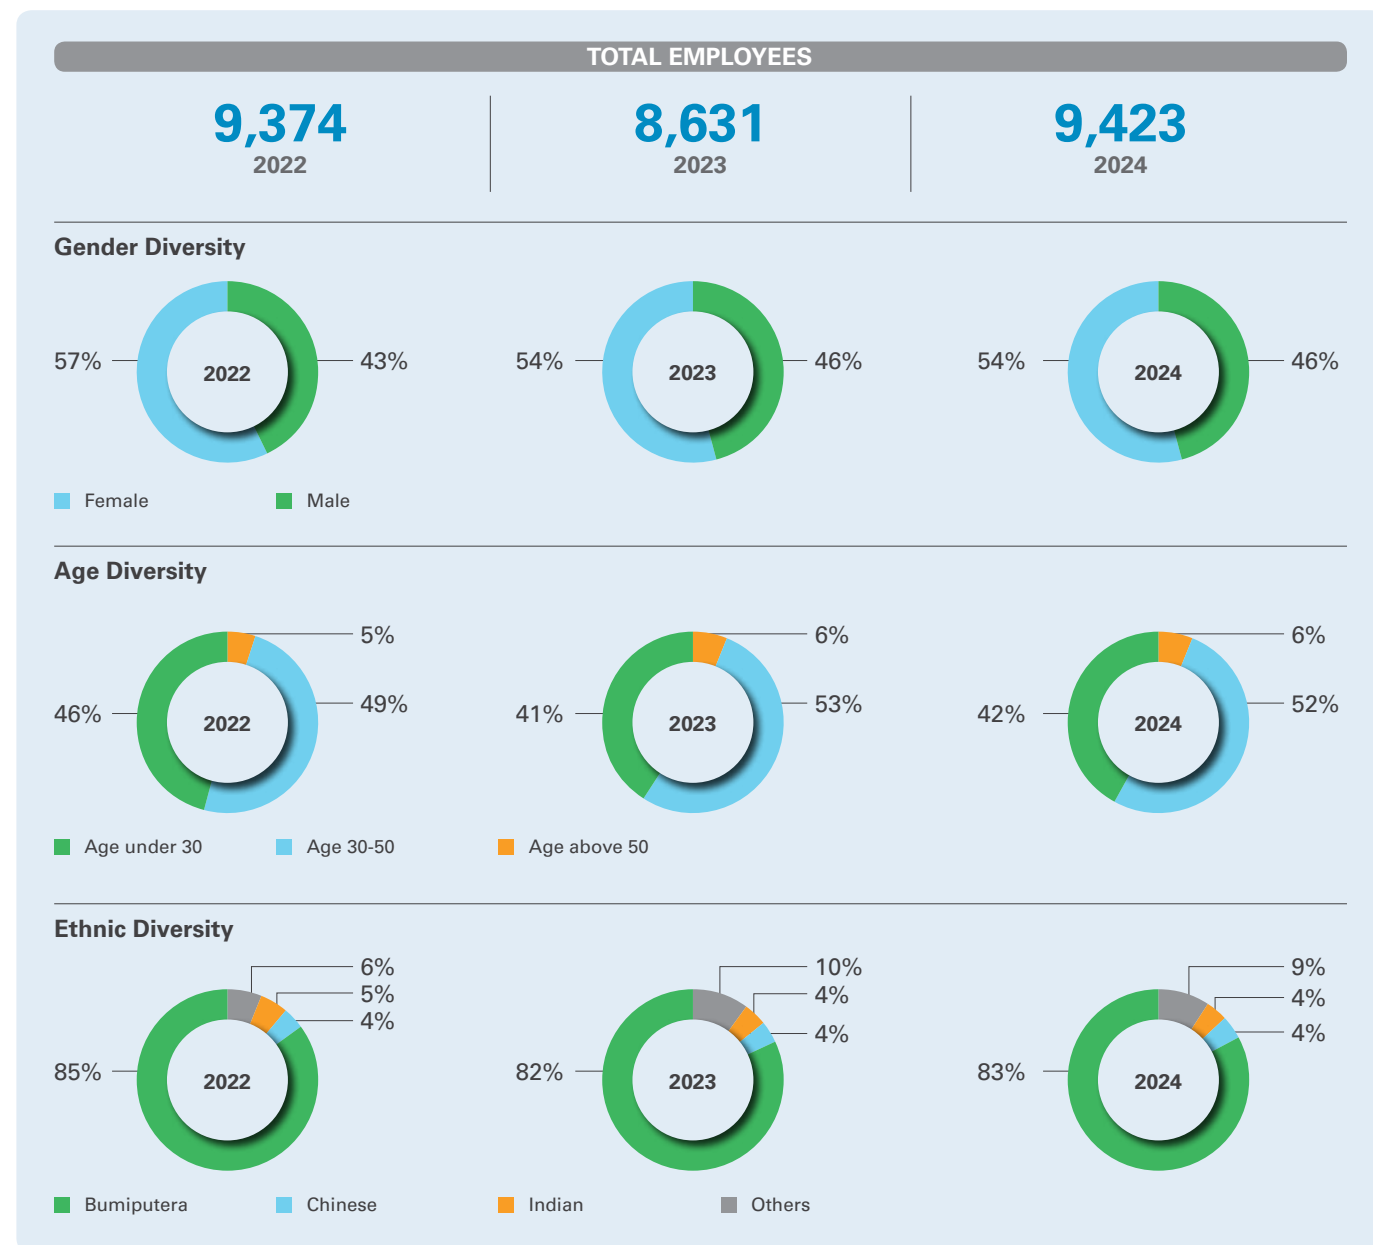 TOTAL EMPLOYEES
9,374 8,631 9,423
2022 2023 2024
Gender Diversity
57% 2022 43% 54% 2023 46% 54% 2024 46%
Female Male
Age Diversity
5% 6% 6%
46% 2022 49% 41% 2023 53% 42% 2024 52%
Age under 30 Age 30-50 Age above 50
Ethnic Diversity
6% 10% 9%
5% 4% 4%
4% 4% 4%
85% 2022 82% 2023 83% 2024
Bumiputera Chinese Indian Others